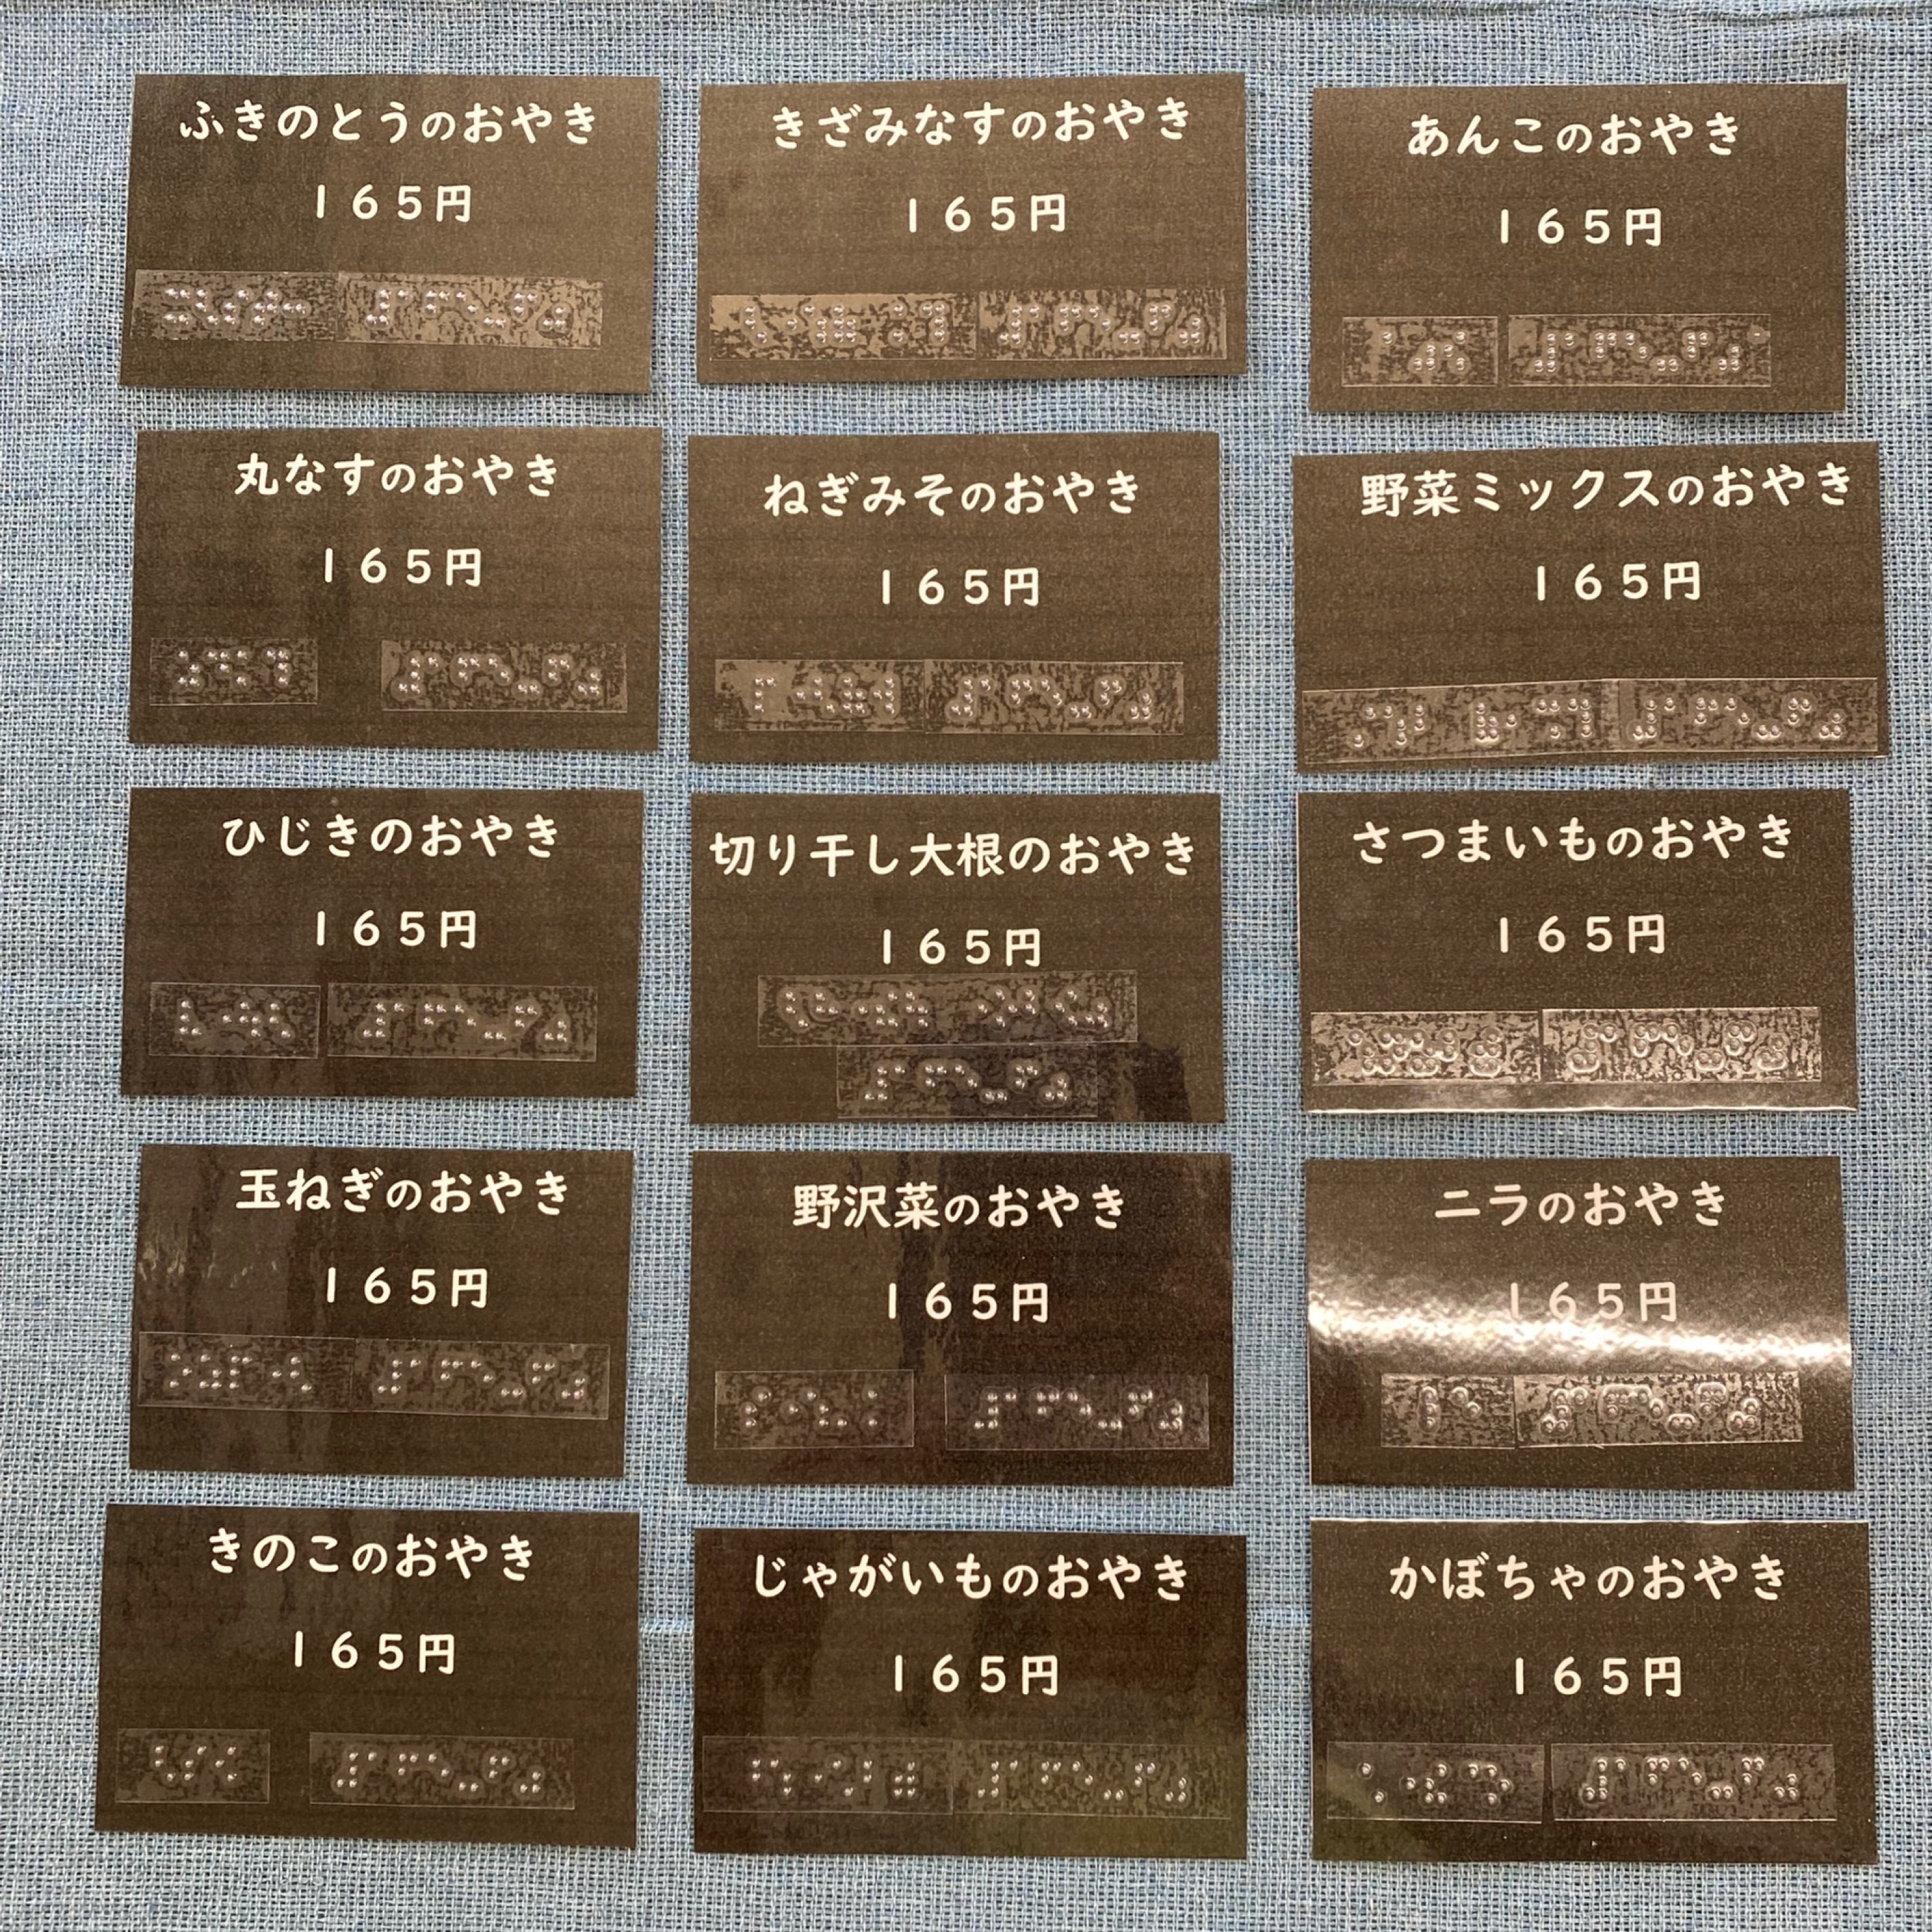 ふきのとうのおやき
165円
きざみなすのおやき
165円
あんこのおやき
165円
丸なすのおやき
165円
ねぎみそのおやき
165円
野菜ミックスのおやき
165円
ひじきのおやき
165円
切り干し大根のおやき
165円
さつまいものおやき
165円
玉ねぎのおやき
165円
野沢菜のおやき
165円
ニラのおやき
165円
きのこのおやき
165円
じゃがいものおやき
165円
かぼちゃのおやき
165円